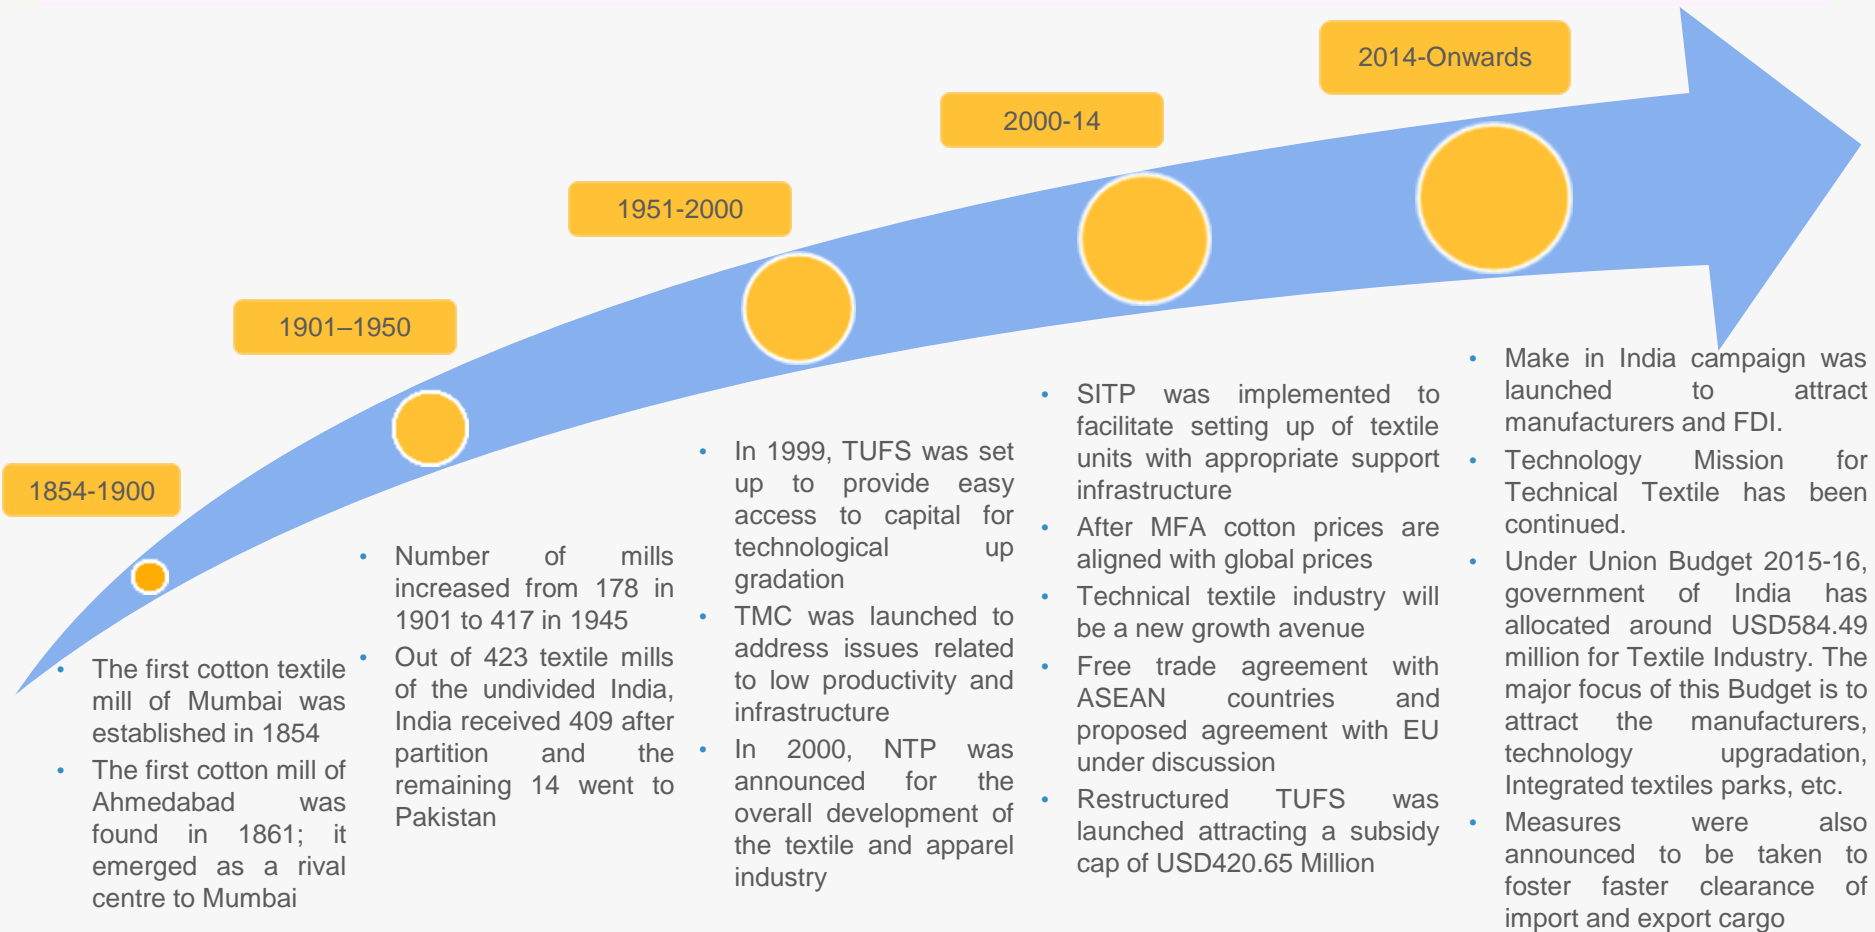 1854-1900
• The first cotton textile
mill of Mumbai was
established in 1854
• The first cotton mill of
Ahmedabad was
found in 1861; it
emerged as a rival
centre to Mumbai
1901–1950
• Number of mills
increased from 178 in
1901 to 417 in 1945
• Out of 423 textile mills
of the undivided India,
India received 409 after
partition and the
remaining 14 went to
Pakistan
1951-2000
• In 1999, TUFS was set
up to provide easy
access to capital for
technological up
gradation
• TMC was launched to
address issues related
to low productivity and
infrastructure
• In 2000, NTP was
announced for the
overall development of
the textile and apparel
industry
2000-14
• SITP was implemented to
facilitate setting up of textile
units with appropriate support
infrastructure
• After MFA cotton prices are
aligned with global prices
• Technical textile industry will
be a new growth avenue
• Free trade agreement with
ASEAN countries and
proposed agreement with EU
under discussion
• Restructured TUFS was
launched attracting a subsidy
cap of USD420.65 Million
2014-Onwards
• Make in India campaign was
launched to attract
manufacturers and FDI.
• Technology Mission for
Technical Textile has been
continued.
• Under Union Budget 2015-16,
government of India has
allocated around USD584.49
million for Textile Industry. The
major focus of this Budget is to
attract the manufacturers,
technology upgradation,
Integrated textiles parks, etc.
• Measures were also
announced to be taken to
foster faster clearance of
import and export cargo